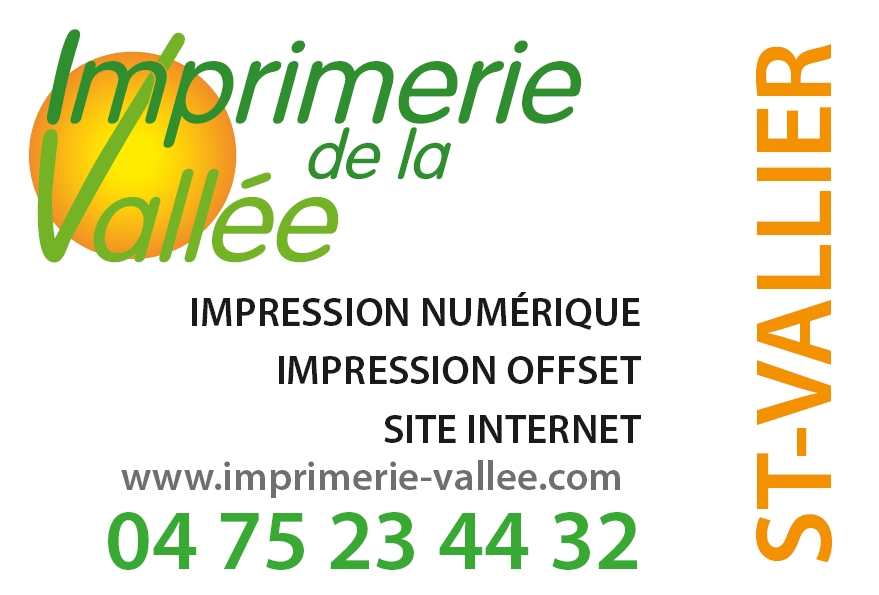 Imprimerie
de la
Vallée
IMPRESSION NUMÉRIQUE
IMPRESSION OFFSET
SITE INTERNET
www.imprimerie-vallee.com
04 75 23 44 32
ST-VALLIER